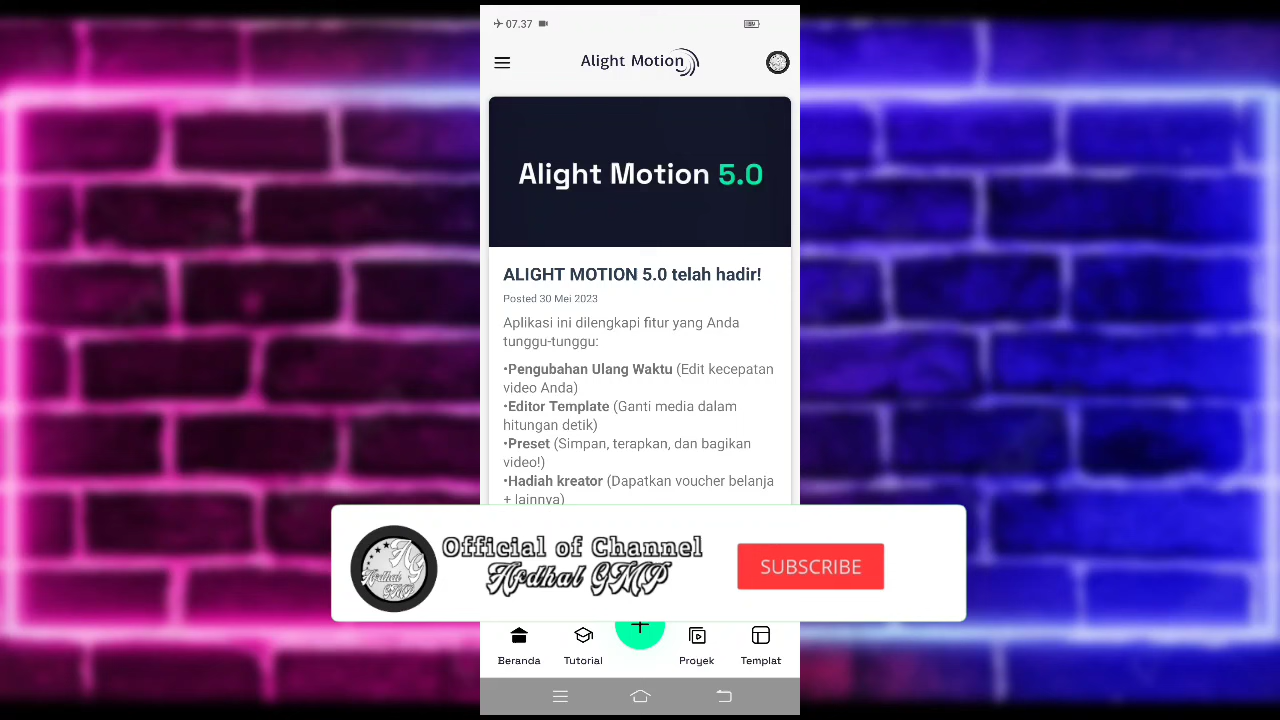 07.37
59
Alight Motion
Alight Motion 5.0
ALIGHT MOTION 5.0 telah hadir!
Posted 30 Mei 2023
Aplikasi ini dilengkapi fitur yang Anda
tunggu-tunggu:
•Pengubahan Ulang Waktu (Edit kecepatan
video Anda)
•Editor Template (Ganti media dalam
hitungan detik)
•Preset (Simpan, terapkan, dan bagikan
video!)
•Hadiah kreator (Dapatkan voucher belanja
+ lainnya)
Official of Channel
Ardhat GMP
SUBSCRIBE
Beranda
Tutorial
Proyek
Templat